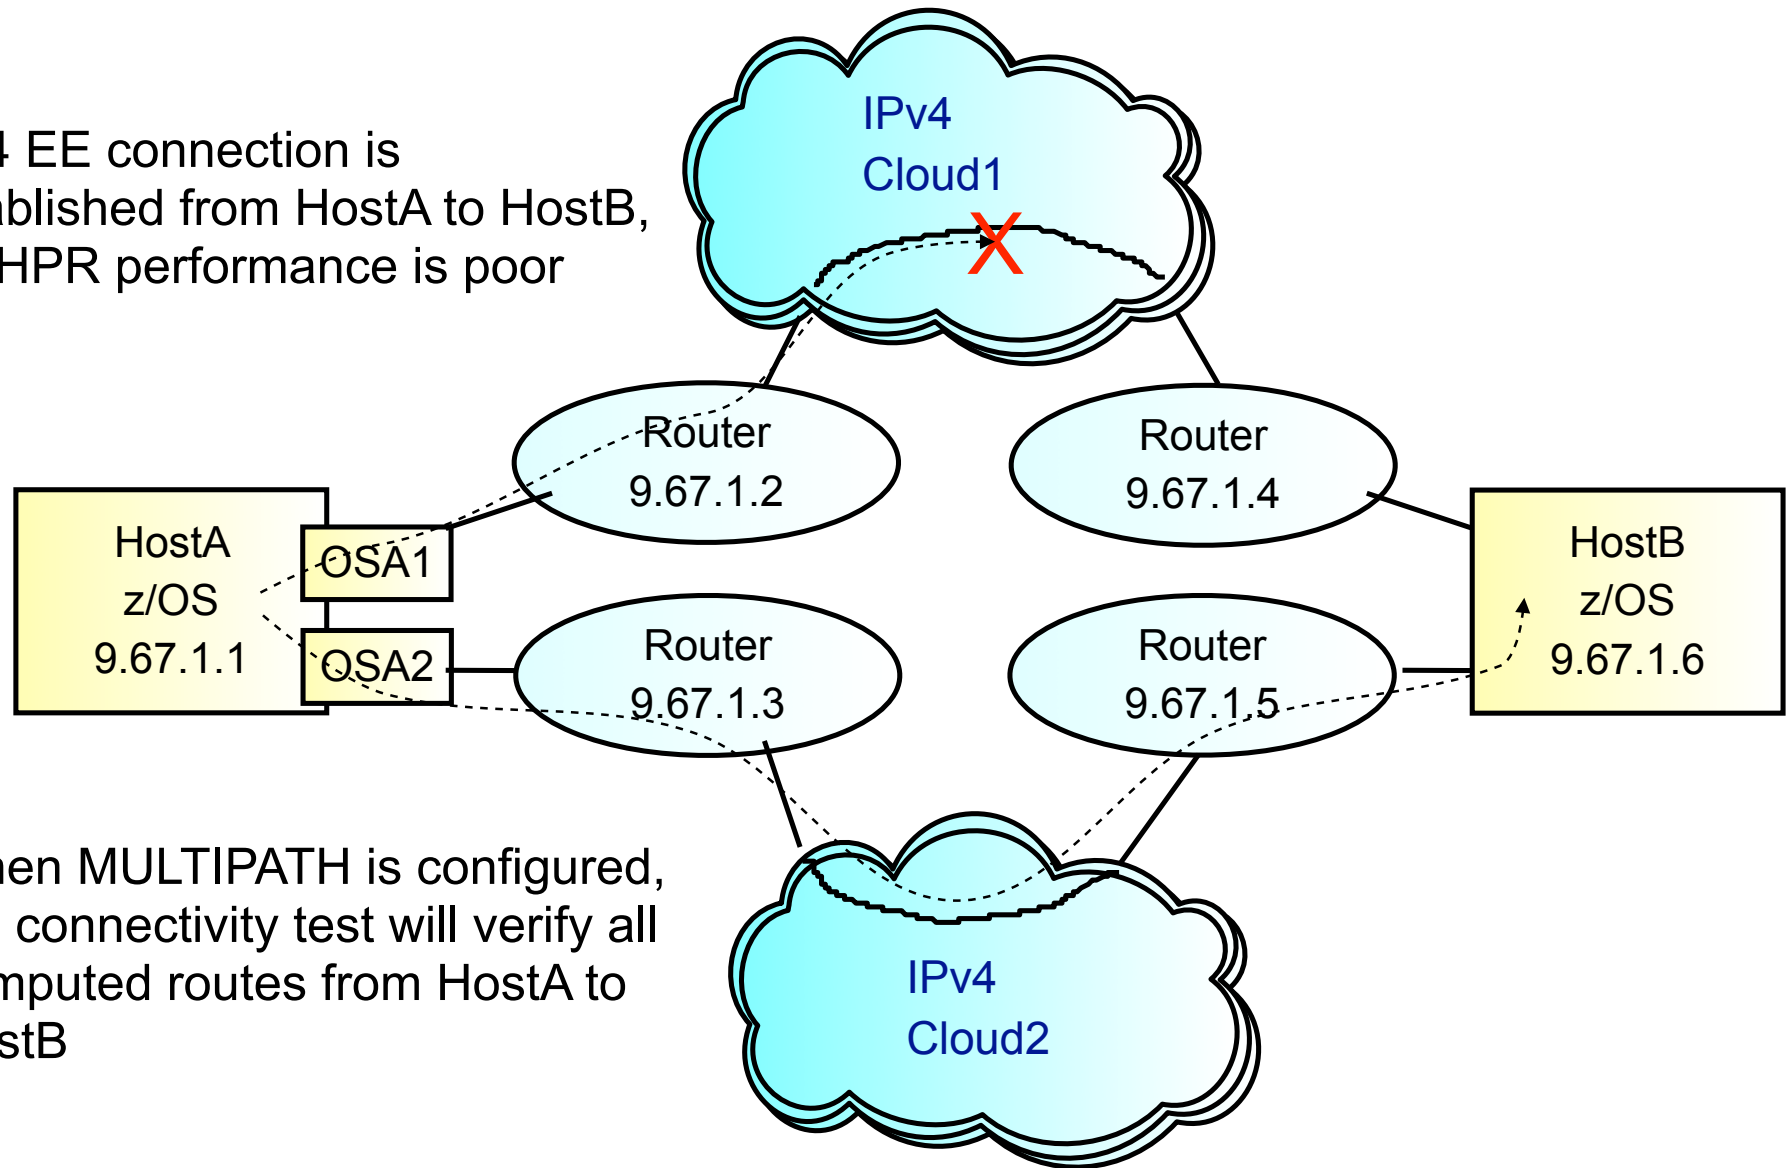 4 EE connection is
ablished from HostA to HostB,
HPR performance is poor
IPv4
Cloud1
X
Router
9.67.1.2
Router
9.67.1.4
HostA
z/OS
9.67.1.1
OSA1
OSA2
HostB
z/OS
9.67.1.6
Router
9.67.1.3
Router
9.67.1.5
hen MULTIPATH is configured,
connectivity test will verify all
mputed routes from HostA to
stB
IPv4
Cloud2